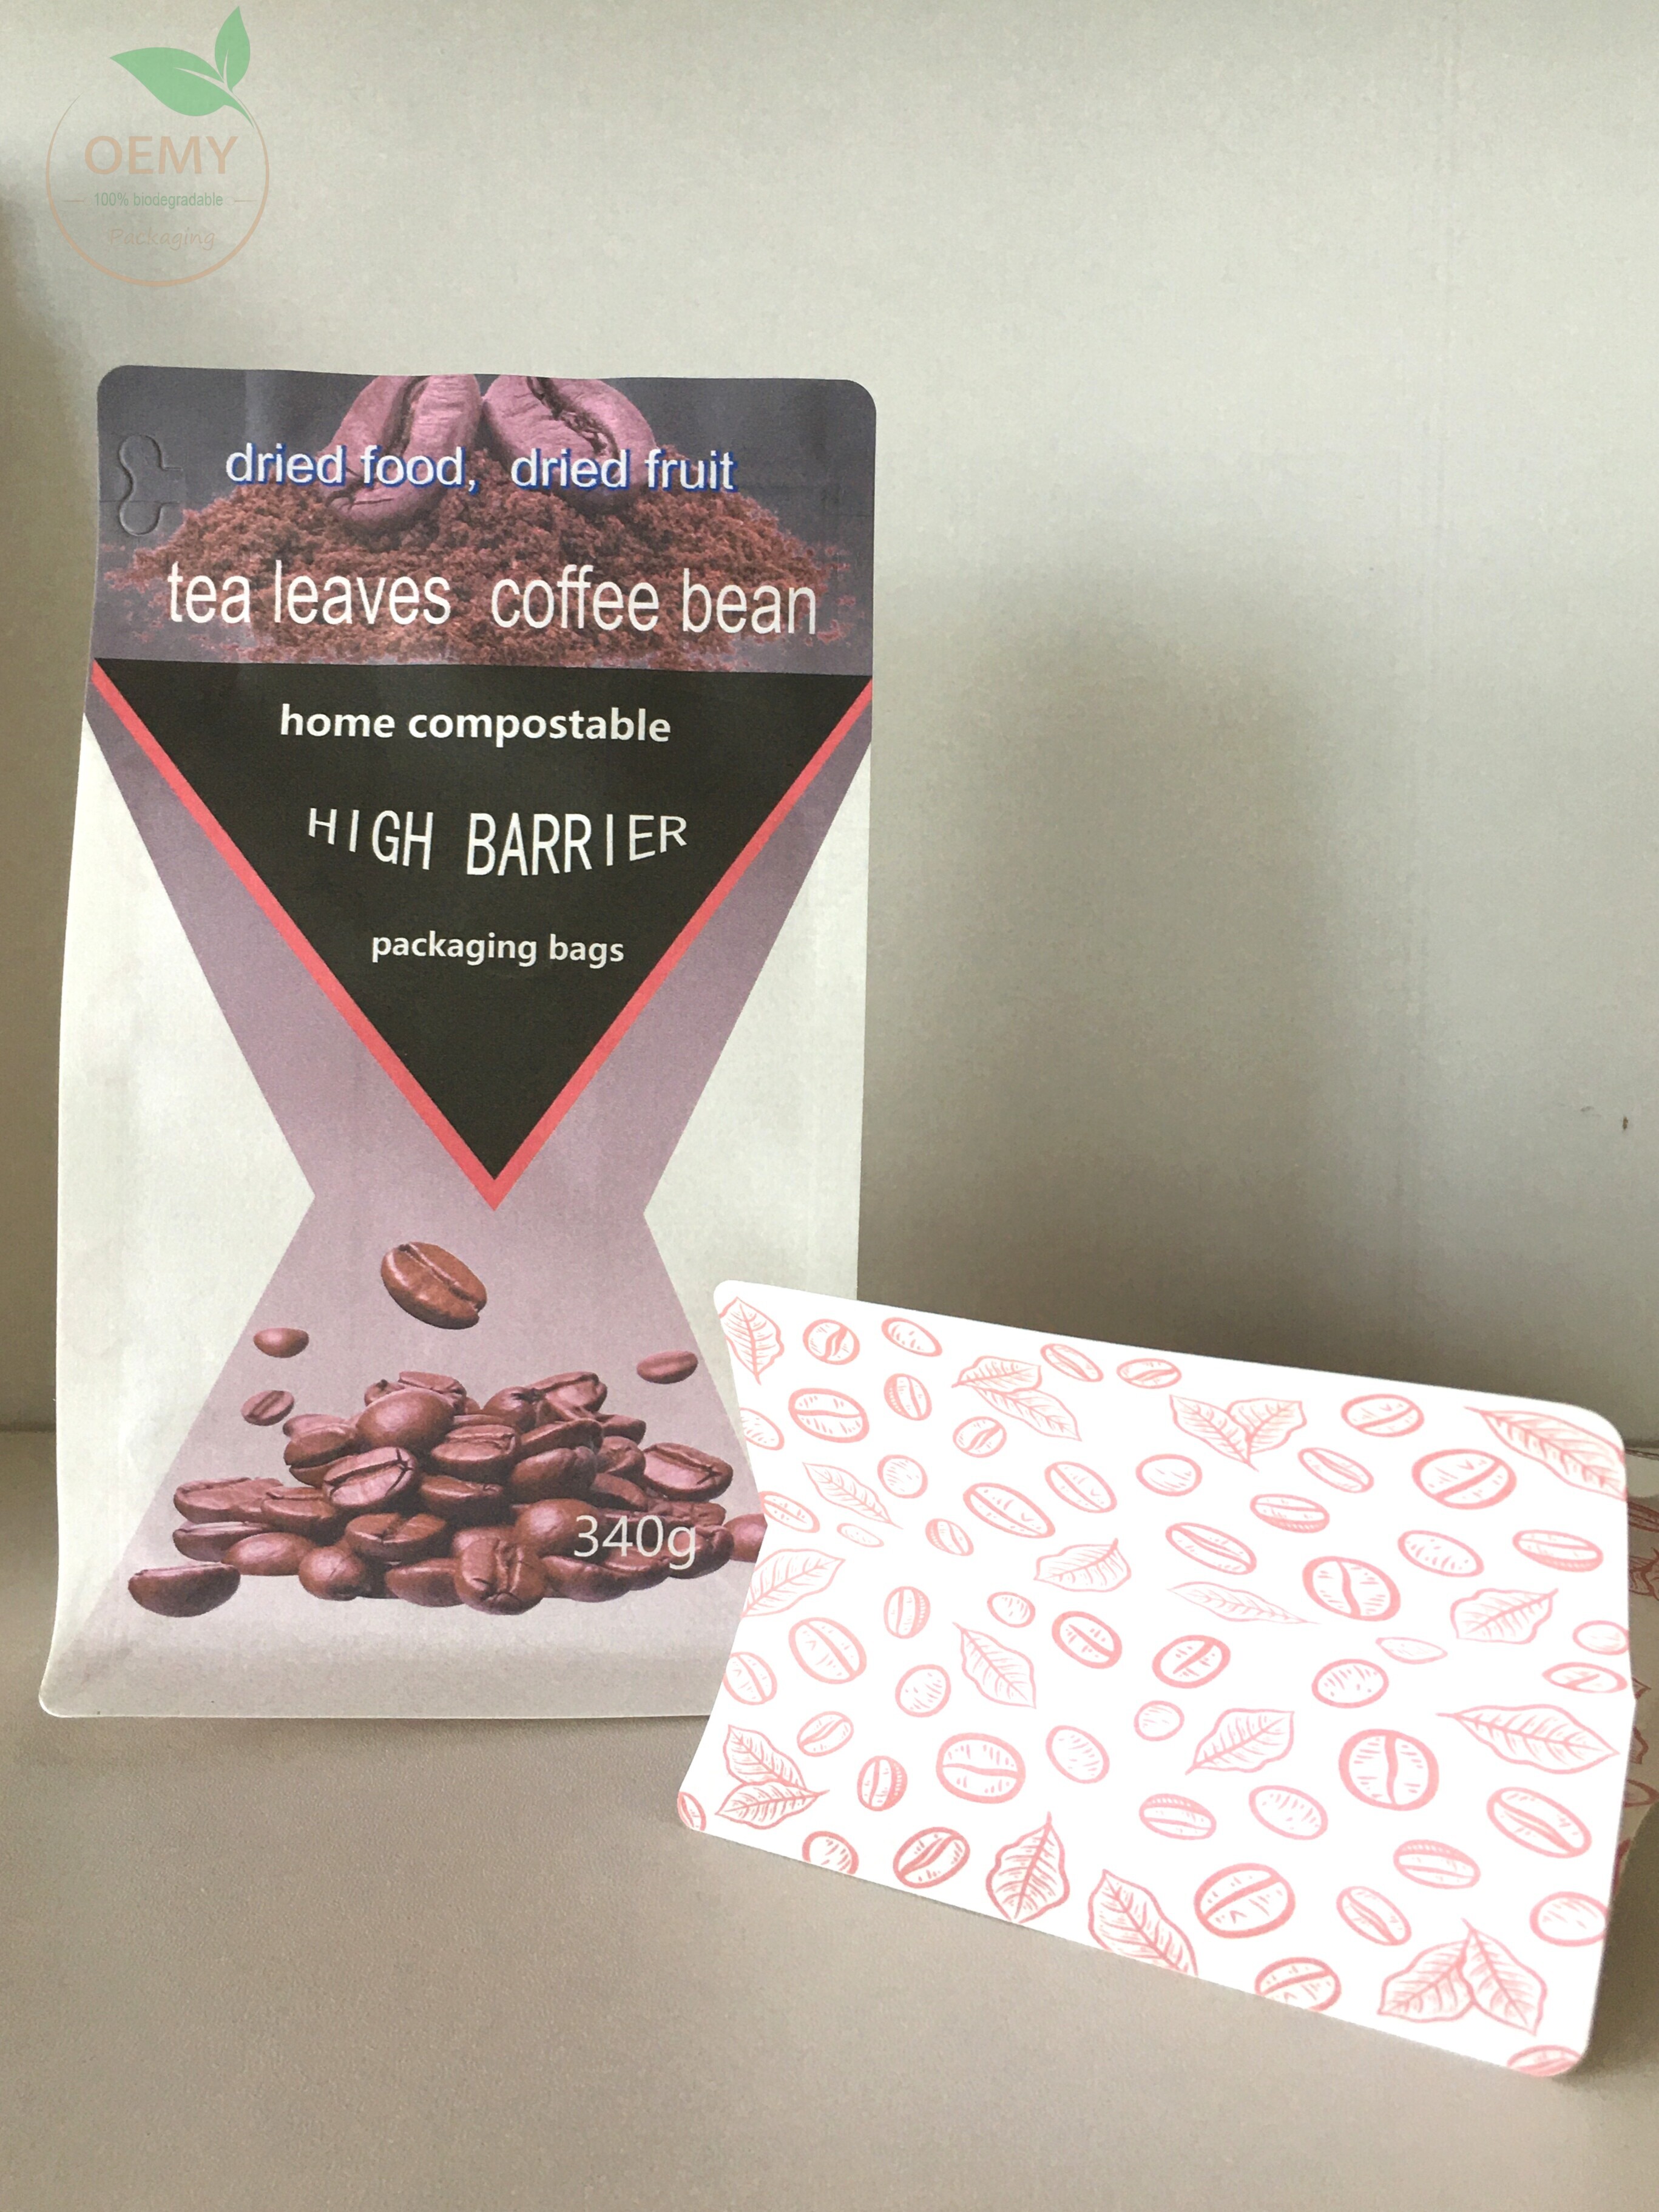 OEMY
100% biodegradable
Packaging
dried food, dried fruit
tea leaves coffee bean
home compostable
HIGH BARRIER
packaging bags
340g